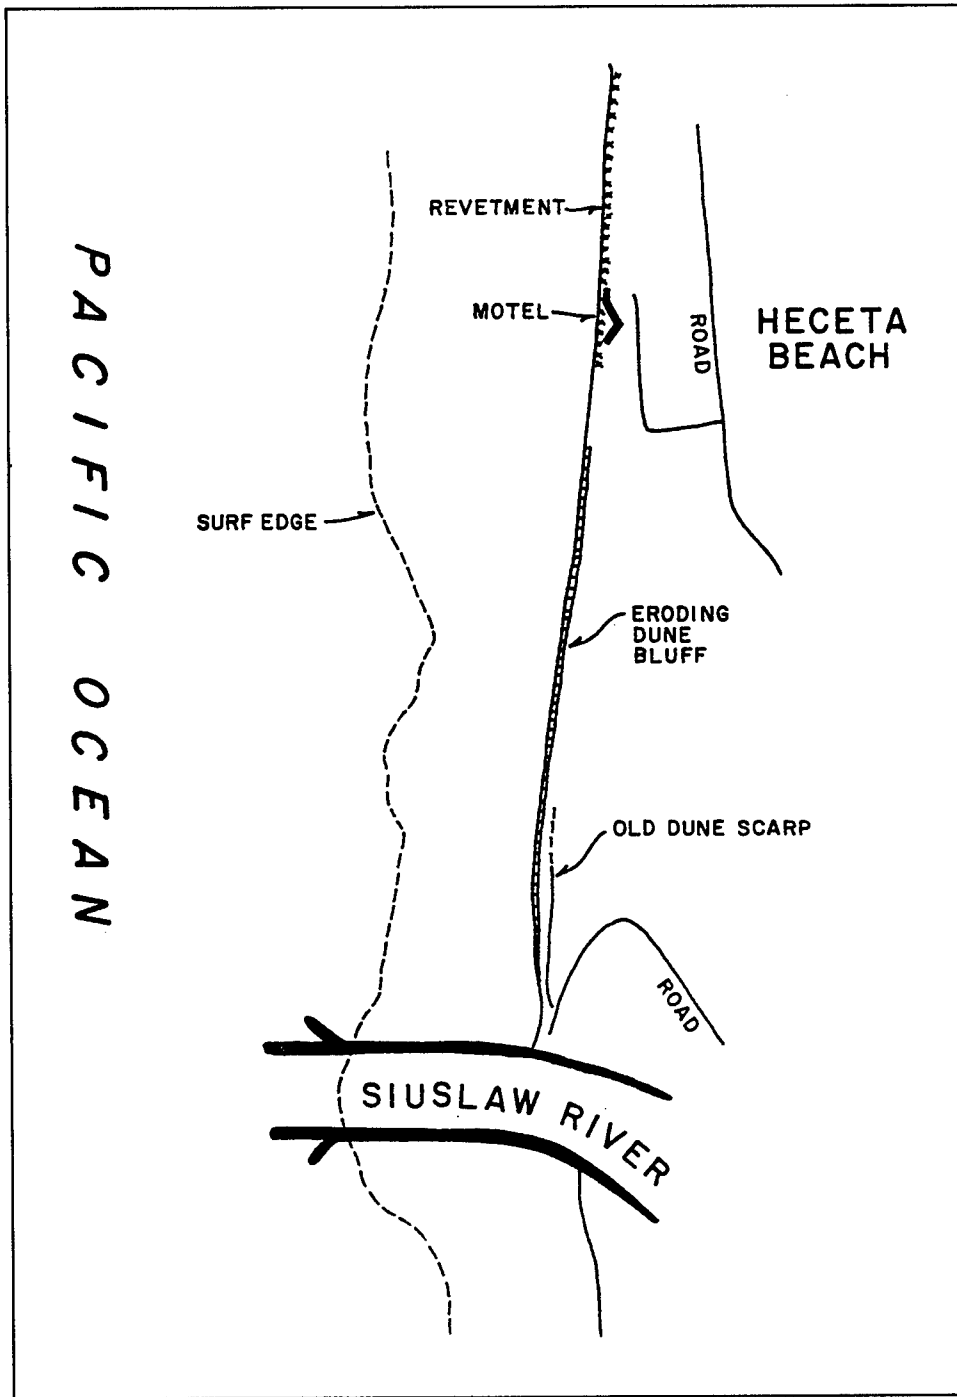 REVETMENT
MOTEL
ROAD
HECETA
BEACH
PACIFIC OCEAN
SURF EDGE
ERODING
DUNE
BLUFF
OLD DUNE SCARP
ROAD
SIUSLAW RIVER